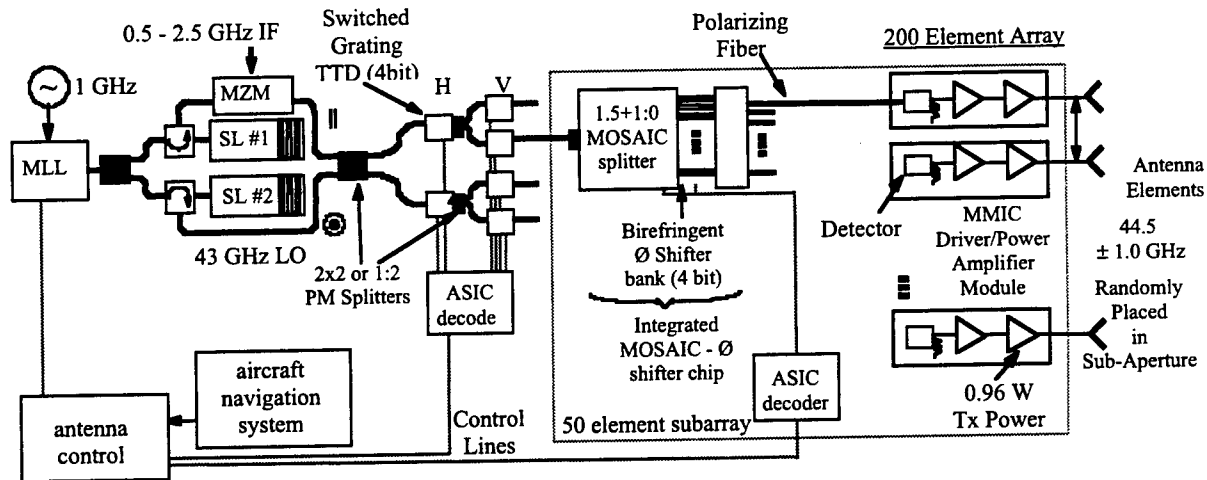 0.5 - 2.5 GHz IF
1 GHz
MLL
MZM
SL #1
SL #2
43 GHz LO
Switched
Grating
TTD (4bit)
H
V
2x2 or 1:2
PM Splitters
ASIC
decode
antenna
control
aircraft
navigation
system
Control
Lines
Polarizing
Fiber
200 Element Array
1.5+1:0
MOSAIC
splitter
Birefringent
Ø Shifter
bank (4 bit)
Integrated
MOSAIC - Ø
shifter chip
ASIC
decoder
50 element subarray
Detector
MMIC
Driver/Power
Amplifier
Module
0.96 W
Tx Power
Antenna
Elements
44.5
± 1.0 GHz
Randomly
Placed
in
Sub-Aperture